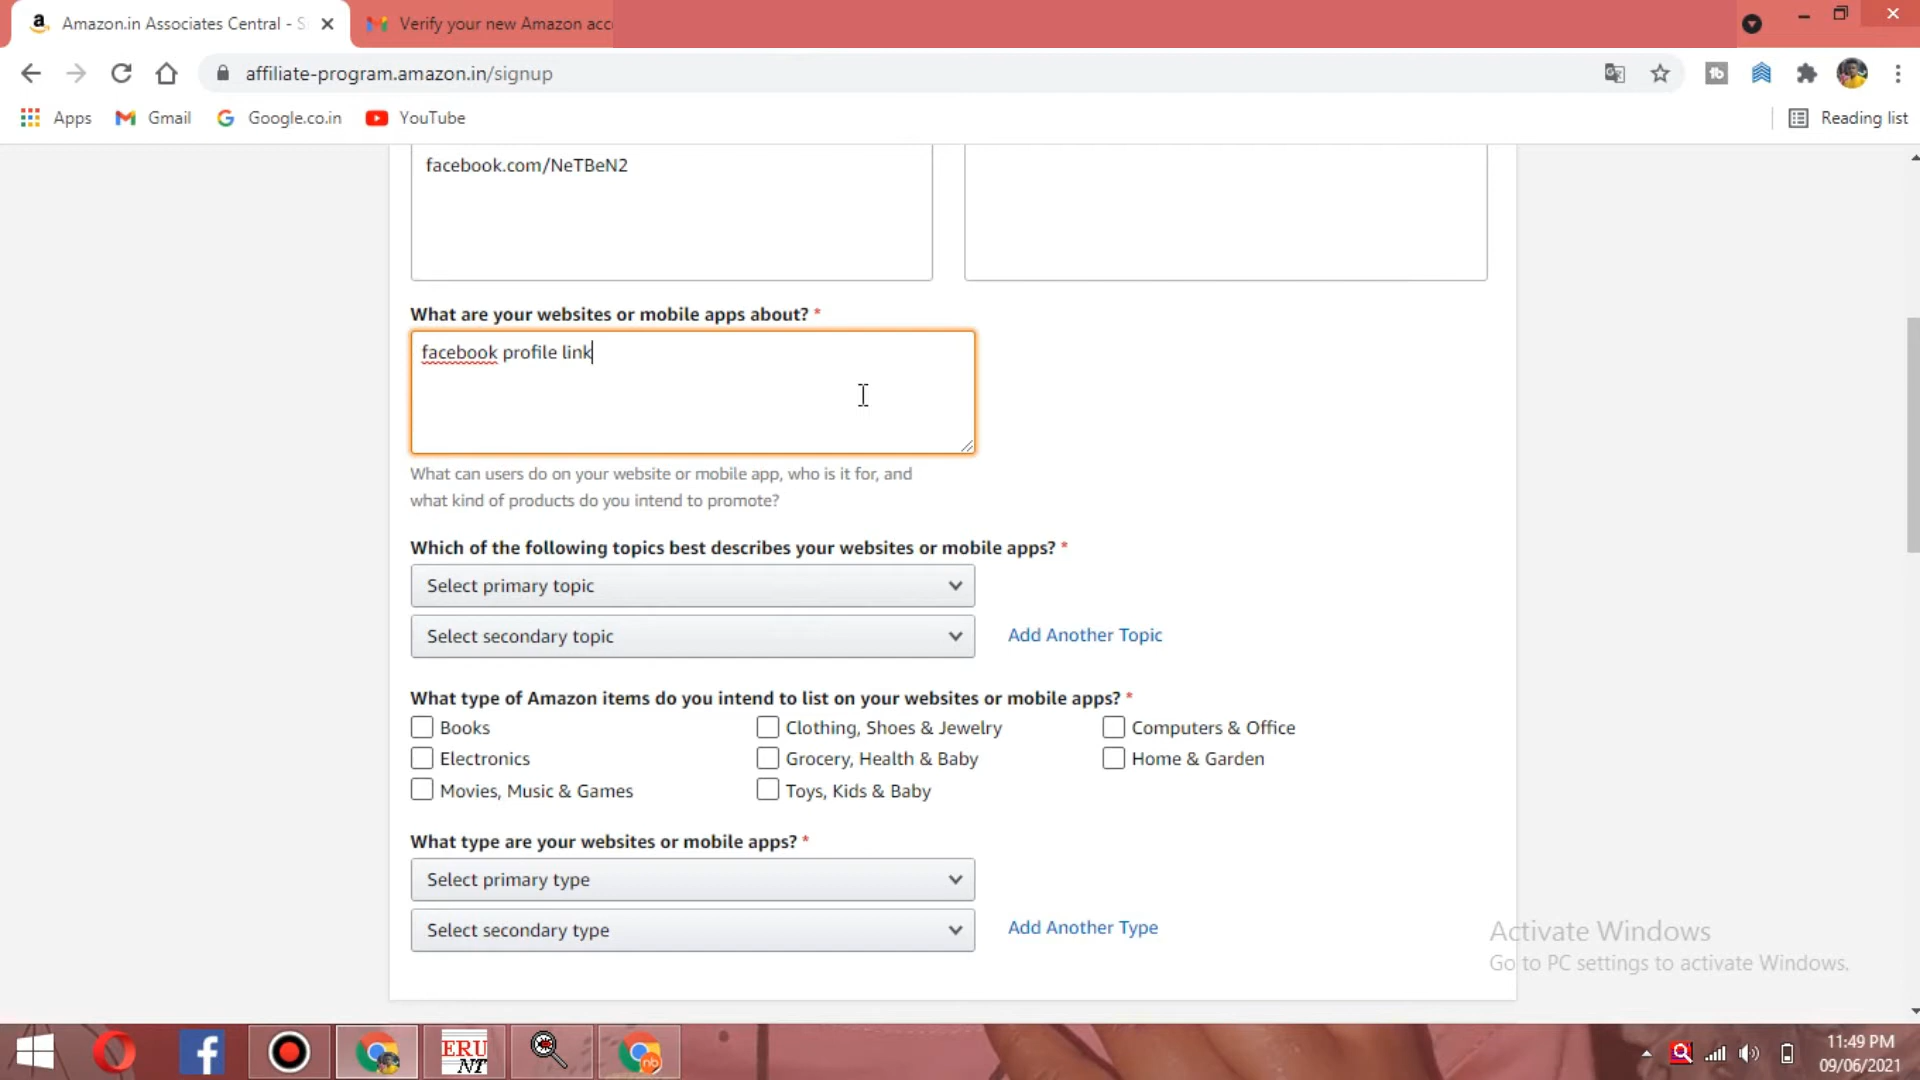 Amazon.in Associates Central - S
Verify your new Amazon acc
affiliate-program.amazon.in/signup
Apps
Gmail
Google.co.in
YouTube
Reading list
facebook.com/NeTBeN2
What are your websites or mobile apps about? *
facebook profile link
What can users do on your website or mobile app, who is it for, and
what kind of products do you intend to promote?
Which of the following topics best describes your websites or mobile apps? *
Select primary topic
Select secondary topic
Add Another Topic
What type of Amazon items do you intend to list on your websites or mobile apps? *
Books
Clothing, Shoes & Jewelry
Computers & Office
Electronics
Grocery, Health & Baby
Home & Garden
Movies, Music & Games
Toys, Kids & Baby
What type are your websites or mobile apps? *
Select primary type
Select secondary type
Add Another Type
Activate Windows
Go to PC settings to activate Windows.
ERU
NT
nb
11:49 PM
09/06/2021